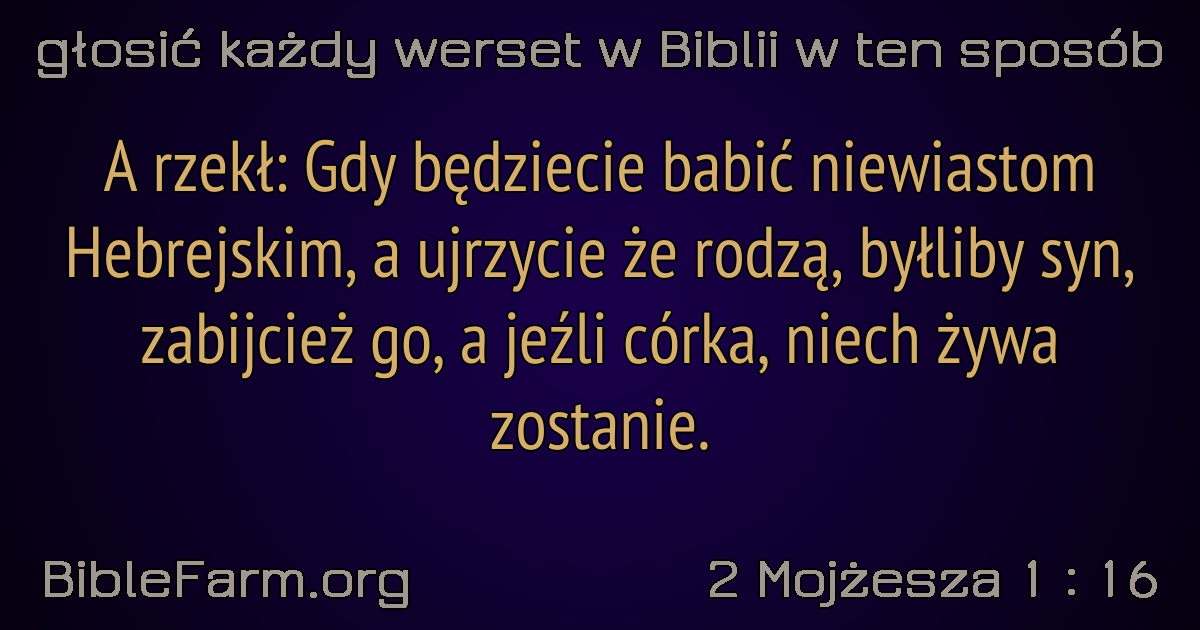 głosić każdy werset w Biblii w ten sposób
A rzekł: Gdy będziecie babić niewiastom
Hebrejskim, a ujrzycie że rodzą, byłliby syn,
zabijcież go, a jeźli córka, niech żywa
zostanie.
BibleFarm.org
2 Mojżesza 1 : 16